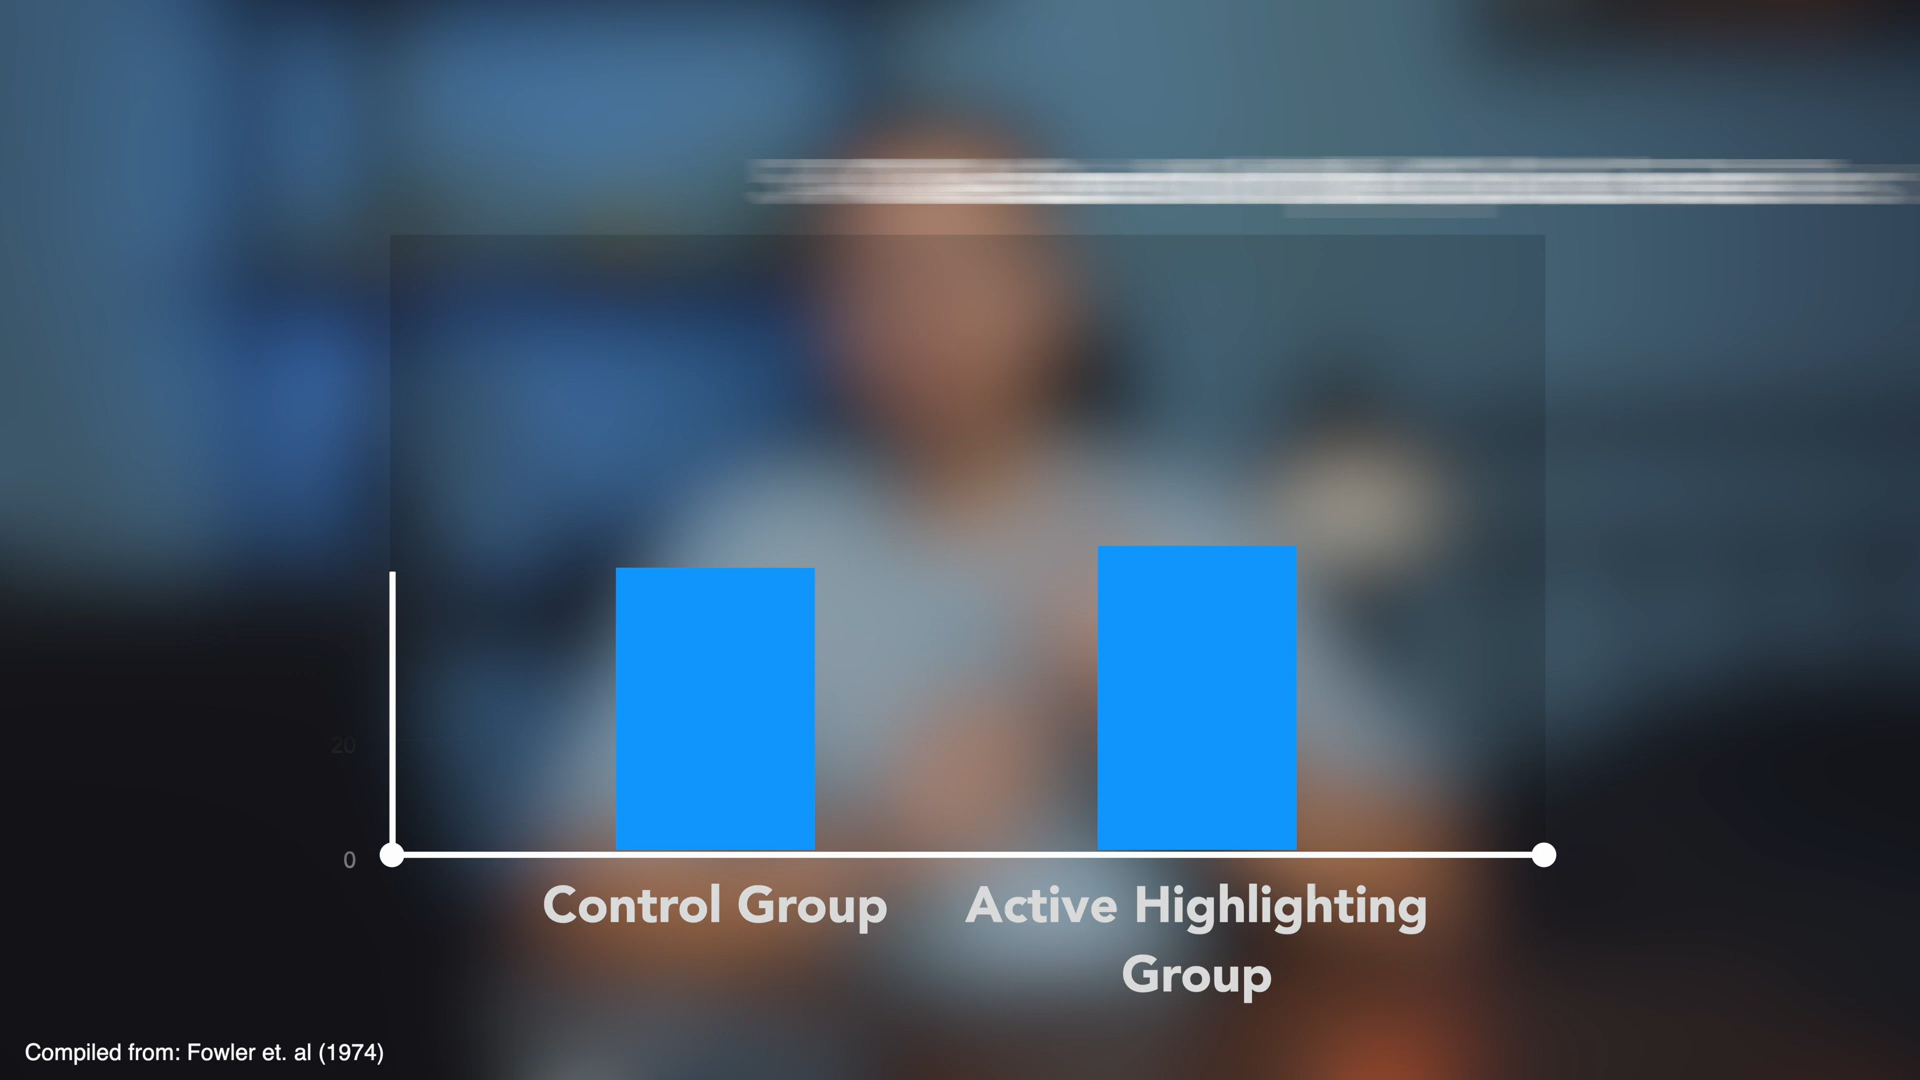 20
0
Control Group
Active Highlighting
Group
Compiled from: Fowler et. al (1974)